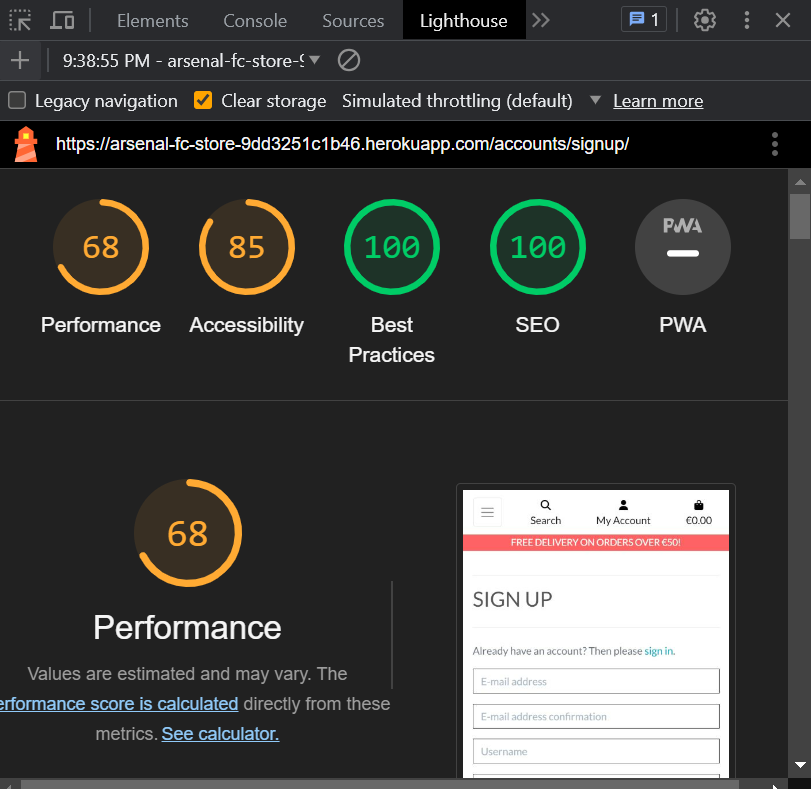 Elements Console Sources Lighthouse 1
9:38:55 PM - arsenal-fc-store-9
Legacy navigation Clear storage Simulated throttling (default) Learn more
https://arsenal-fc-store-9dd3251c1b46.herokuapp.com/accounts/signup/
68 85 100 100 PWA
Performance Accessibility Best Practices SEO PWA
68
Performance
Values are estimated and may vary. The
erformance score is calculated directly from these
metrics. See calculator.
Search My Account €0.00
FREE DELIVERY ON ORDERS OVER €50!
SIGN UP
Already have an account? Then please sign in.
E-mail address
E-mail address confirmation
Username